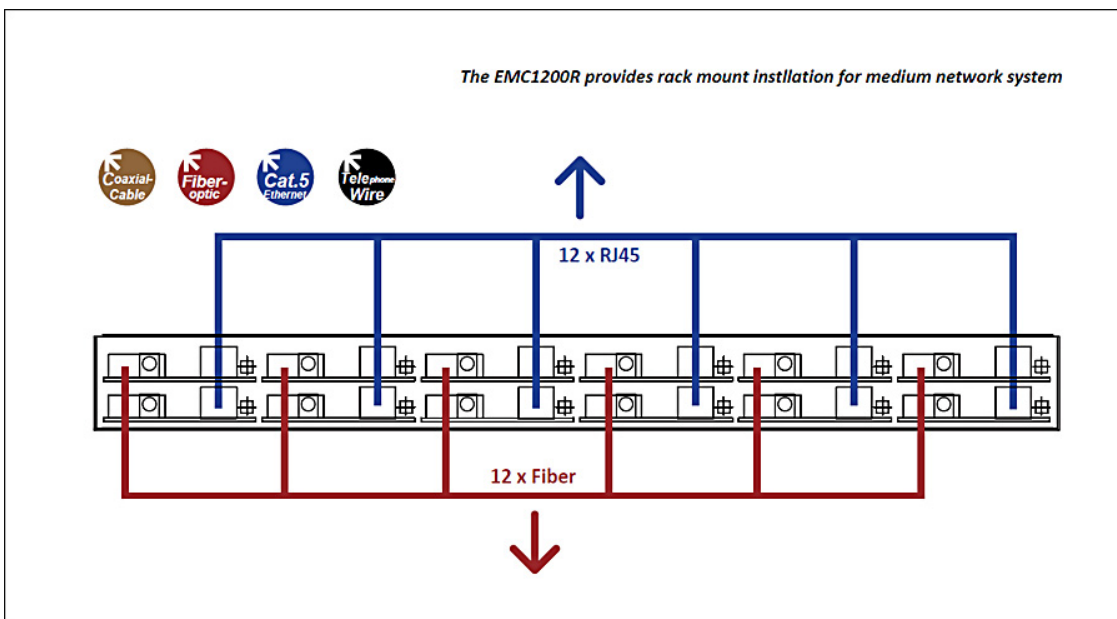 The EMC1200R provides rack mount instllation for medium network system
Coaxial-
Cable
Fiber-
optic
Cat.5
Ethernet
Telephone
Wire
12 x RJ45
12 x Fiber